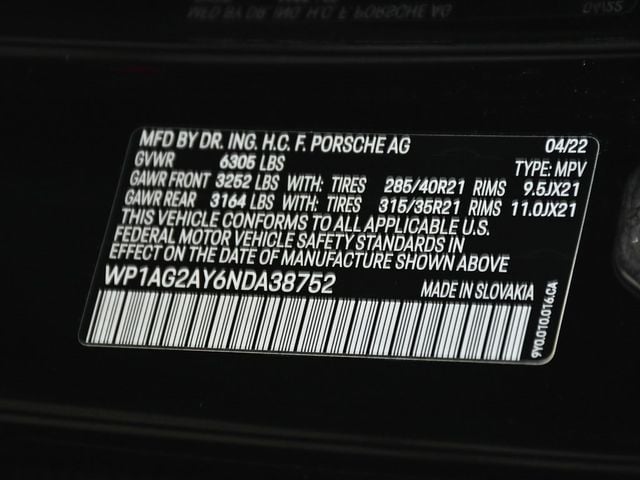 MFD BY DR. ING. H.C. F. PORSCHE AG 04/22
GVWR 6305 LBS TYPE: MPV
GAWR FRONT 3252 LBS WITH: TIRES 285/40R21 RIMS 9.5JX21
GAWR REAR 3164 LBS WITH: TIRES 315/35R21 RIMS 11.0JX21
THIS VEHICLE CONFORMS TO ALL APPLICABLE U.S.
FEDERAL MOTOR VEHICLE SAFETY STANDARDS IN
EFFECT ON THE DATE OF MANUFACTURE SHOWN ABOVE
WP1AG2AY6NDA38752 MADE IN SLOVAKIA
9Y0.010.016.CA